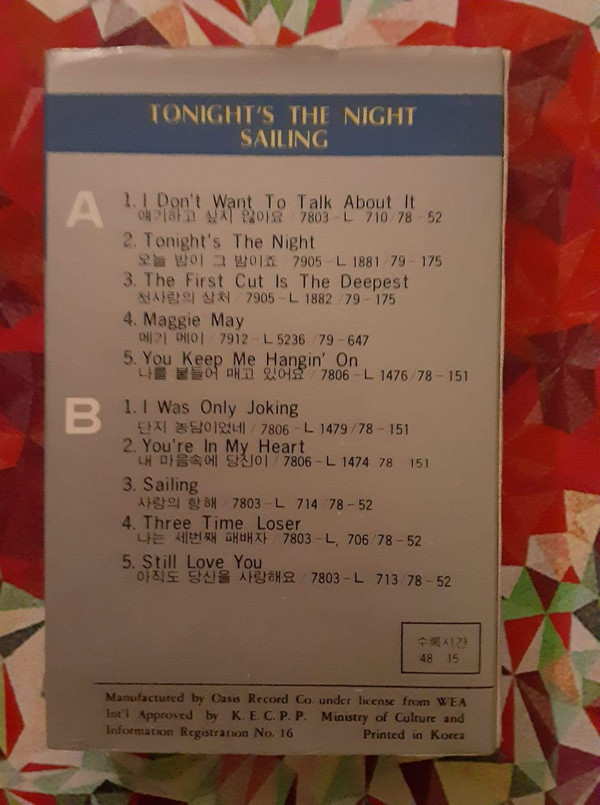 TONIGHT'S THE NIGHT
SAILING
A
1. I Don't Want To Talk About It
얘기하고 싶지 않아요 / 7803 - L 710 / 78 - 52
2. Tonight's The Night
오늘 밤이 그 밤이죠 / 7905 - L 1881 / 79 - 175
3. The First Cut Is The Deepest
첫사랑의 상처 / 7905 - L 1882 / 79 - 175
4. Maggie May
메기 메이 / 7912 - L 5236 / 79 - 647
5. You Keep Me Hangin' On
나를 붙들어 매고 있어요 / 7806 - L 1476 / 78 - 151
B
1. I Was Only Joking
단지 농담이었네 / 7806 - L 1479 / 78 - 151
2. You're In My Heart
내 마음속에 당신이 / 7806 - L 1474 78 151
3. Sailing
사랑의 항해 / 7803 - L 714 / 78 - 52
4. Three Time Loser
나는 세번째 패배자 / 7803 - L, 706 / 78 - 52
5. Still Love You
아직도 당신을 사랑해요 / 7803 - L 713 / 78 - 52
수록시간
48 15
Manufactured by Oasis Record Co. under license from WEA
Int'l Approved by K. E. C. P. P. Ministry of Culture and
Information Registration No. 16 Printed in Korea